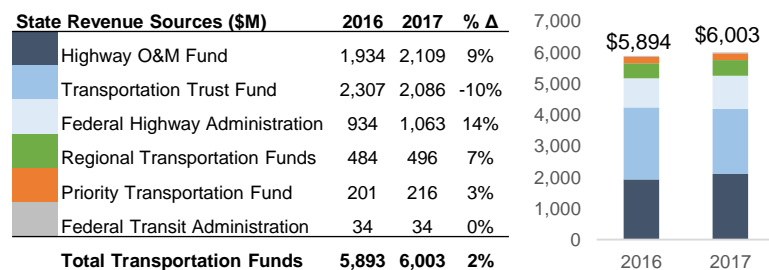 State Revenue Sources ($M) 2016 2017 % Δ
Highway O&M Fund 1,934 2,109 9%
Transportation Trust Fund 2,307 2,086 -10%
Federal Highway Administration 934 1,063 14%
Regional Transportation Funds 484 496 7%
Priority Transportation Fund 201 216 3%
Federal Transit Administration 34 34 0%
Total Transportation Funds 5,893 6,003 2%
7,000
6,000
5,000
4,000
3,000
2,000
1,000
0
$5,894 $6,003
2016 2017